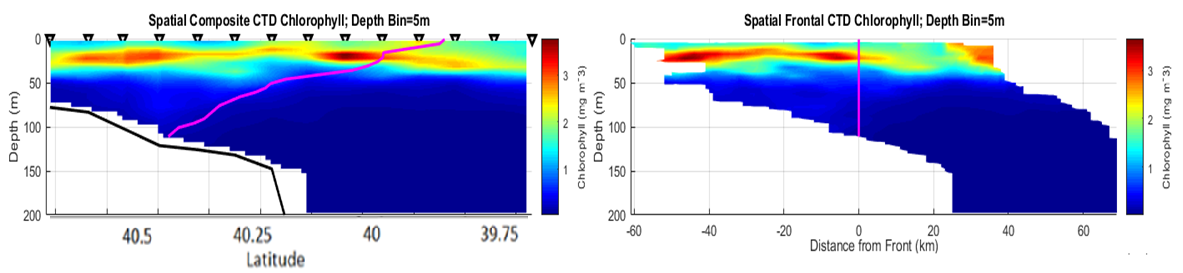 Spatial Composite CTD Chlorophyll; Depth Bin=5m
0
50
100
150
200
Depth (m)
40.5 40.25 40 39.75
Latitude
3
2
1
Chlorophyll (mg m^-3)
Spatial Frontal CTD Chlorophyll; Depth Bin=5m
0
50
100
150
200
Depth (m)
-60 -40 -20 0 20 40 60
Distance from Front (km)
3
2
1
Chlorophyll (mg m^-3)